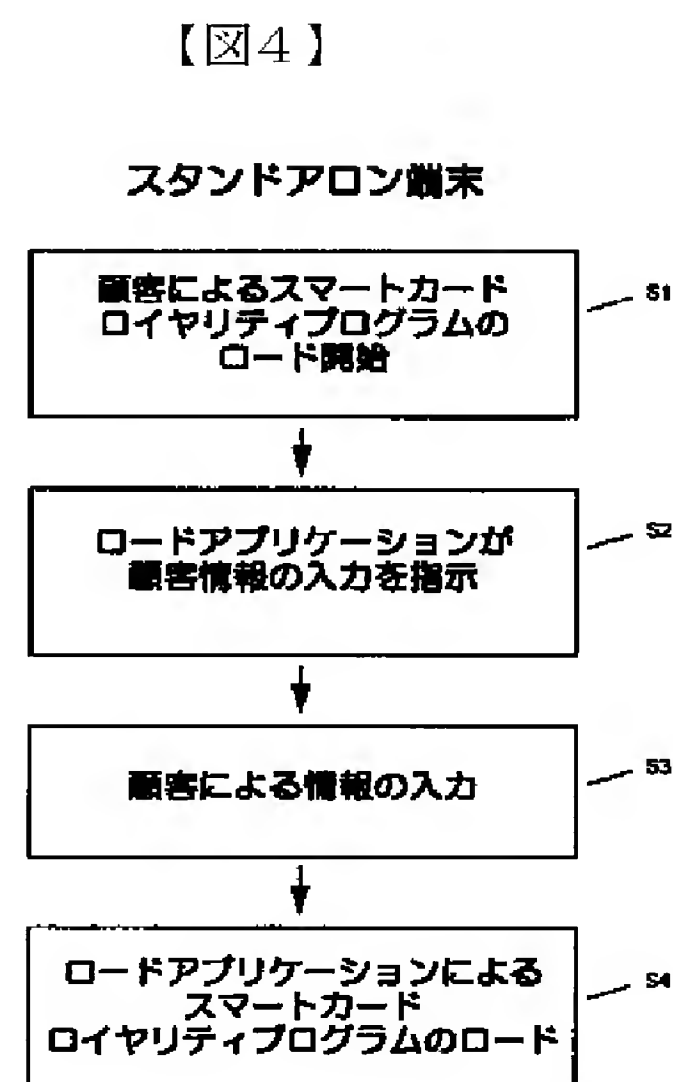 【図４】
スタンドアロン端末
顧客によるスマートカード
ロイヤリティプログラムの
ロード開始
S1
ロードアプリケーションが
顧客情報の入力を指示
S2
顧客による情報の入力
S3
ロードアプリケーションによる
スマートカード
ロイヤリティプログラムのロード
S4